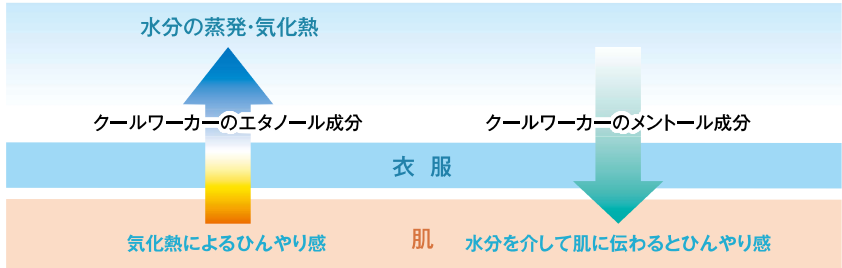 水分の蒸発・気化熱
クールワーカーのエタノール成分
クールワーカーのメントール成分
衣服
気化熱によるひんやり感
肌
水分を介して肌に伝わるとひんやり感